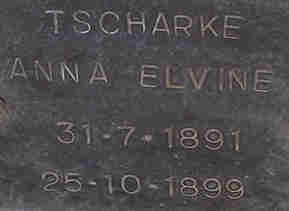 TSCHARKE
ANNA ELVINE
31-7-1891
25-10-1899